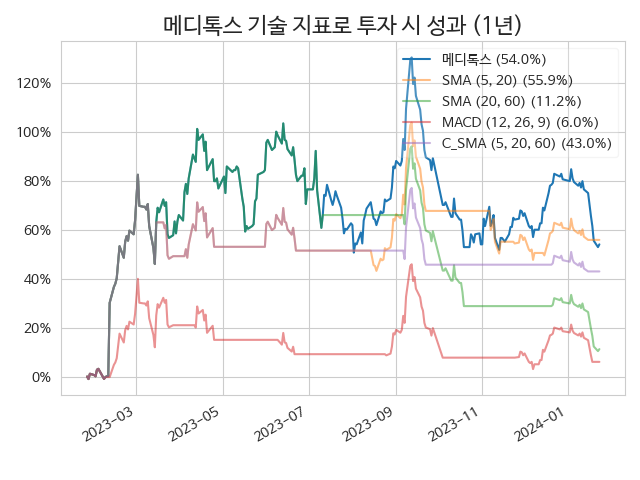 메디톡스 기술 지표로 투자 시 성과 (1년)
메디톡스 (54.0%)
SMA (5, 20) (55.9%)
SMA (20, 60) (11.2%)
MACD (12, 26, 9) (6.0%)
C_SMA (5, 20, 60) (43.0%)
120%
100%
80%
60%
40%
20%
0%
2023-03
2023-05
2023-07
2023-09
2023-11
2024-01